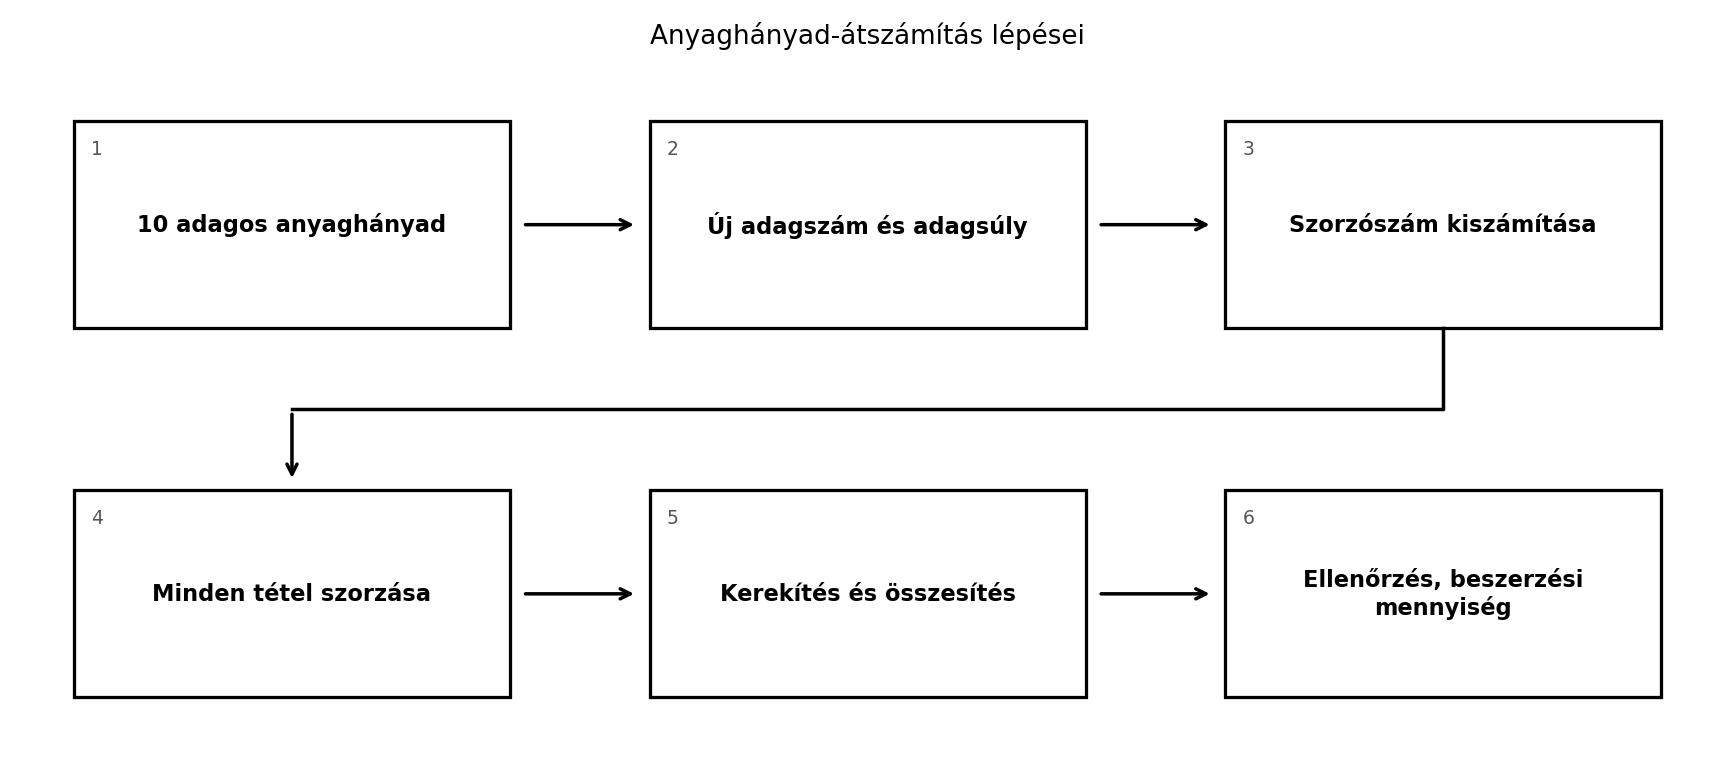 Anyaghányad-átszámítás lépései
1
10 adagos anyaghányad
2
Új adagszám és adagsúly
3
Szorzószám kiszámítása
4
Minden tétel szorzása
5
Kerekítés és összesítés
6
Ellenőrzés, beszerzési
mennyiség